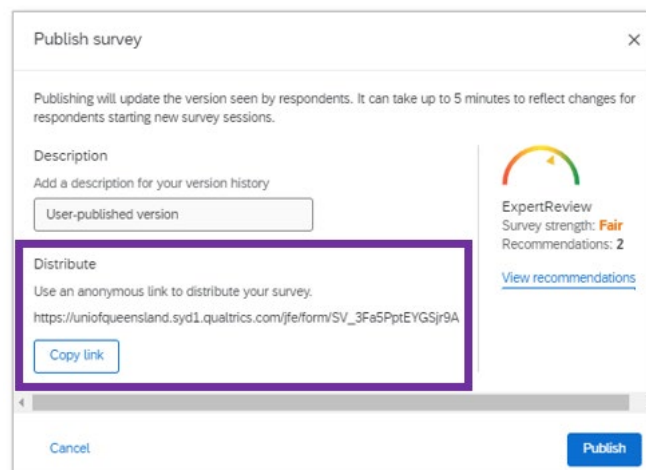 Publish survey
Publishing will update the version seen by respondents. It can take up to 5 minutes to reflect changes for
respondents starting new survey sessions.
Description
Add a description for your version history
User-published version
Distribute
Use an anonymous link to distribute your survey.
https://uniofqueensland.syd1.qualtrics.com/jfe/form/SV_3Fa5PptEYGSjr9A
Copy link
ExpertReview
Survey strength: Fair
Recommendations: 2
View recommendations
Cancel
Publish